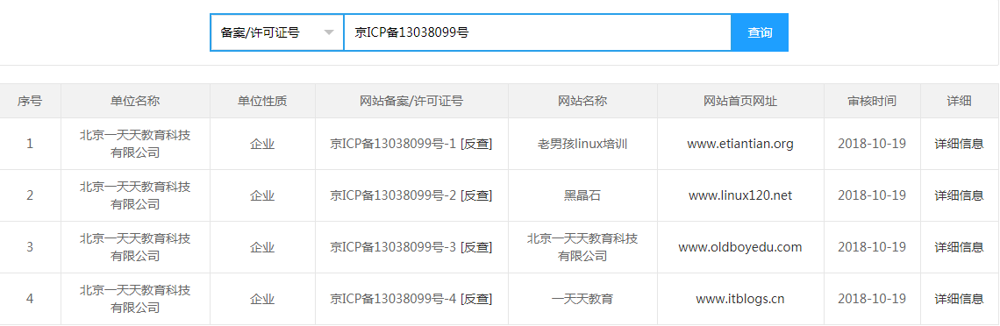 备案/许可证号 京ICP备13038099号 查询
序号 单位名称 单位性质 网站备案/许可证号 网站名称 网站首页网址 审核时间 详细
1 北京一天天教育科技有限公司 企业 京ICP备13038099号-1 [反查] 老男孩linux培训 www.etiantian.org 2018-10-19 详细信息
2 北京一天天教育科技有限公司 企业 京ICP备13038099号-2 [反查] 黑晶石 www.linux120.net 2018-10-19 详细信息
3 北京一天天教育科技有限公司 企业 京ICP备13038099号-3 [反查] 北京一天天教育科技有限公司 www.oldboyedu.com 2018-10-19 详细信息
4 北京一天天教育科技有限公司 企业 京ICP备13038099号-4 [反查] 一天天教育 www.itblogs.cn 2018-10-19 详细信息